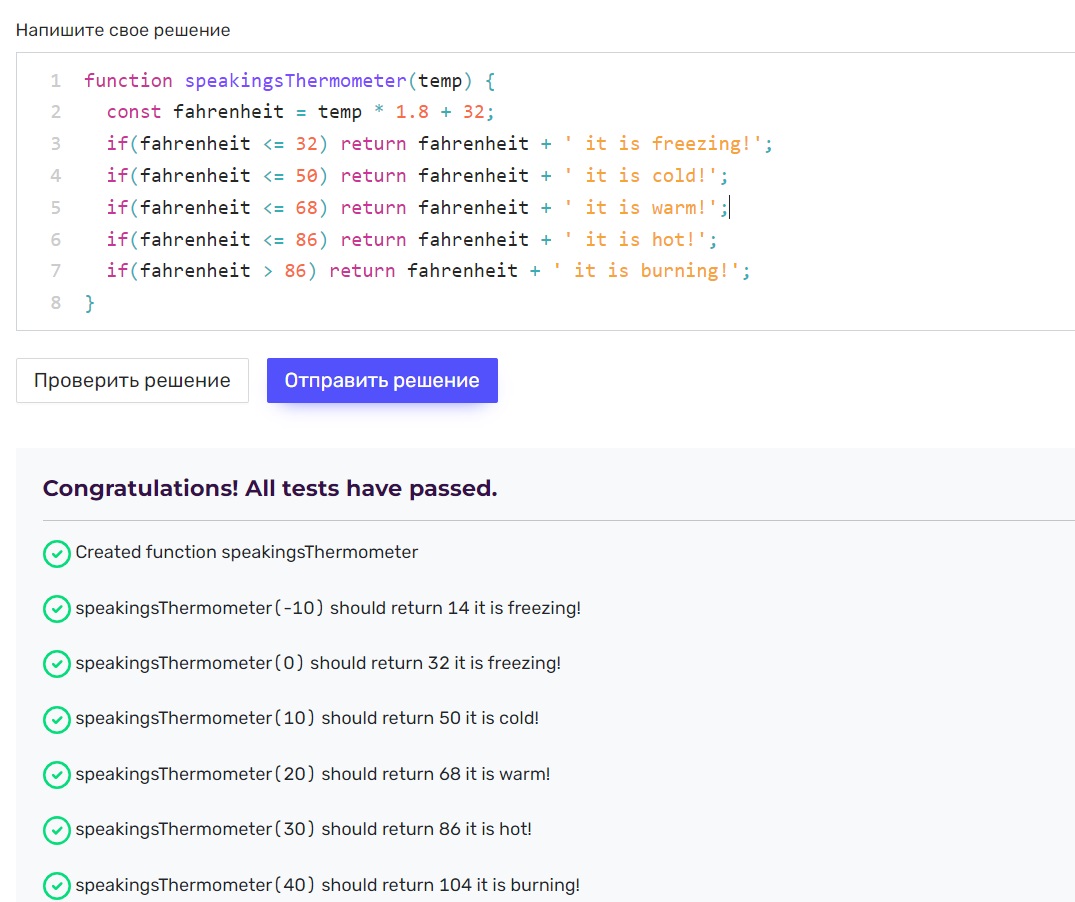 Напишите свое решение
1 function speakingsThermometer(temp) {
2 const fahrenheit = temp * 1.8 + 32;
3 if(fahrenheit <= 32) return fahrenheit + ' it is freezing!';
4 if(fahrenheit <= 50) return fahrenheit + ' it is cold!';
5 if(fahrenheit <= 68) return fahrenheit + ' it is warm!';
6 if(fahrenheit <= 86) return fahrenheit + ' it is hot!';
7 if(fahrenheit > 86) return fahrenheit + ' it is burning!';
8 }
Проверить решение Отправить решение
Congratulations! All tests have passed.
Created function speakingsThermometer
speakingsThermometer(-10) should return 14 it is freezing!
speakingsThermometer(0) should return 32 it is freezing!
speakingsThermometer(10) should return 50 it is cold!
speakingsThermometer(20) should return 68 it is warm!
speakingsThermometer(30) should return 86 it is hot!
speakingsThermometer(40) should return 104 it is burning!